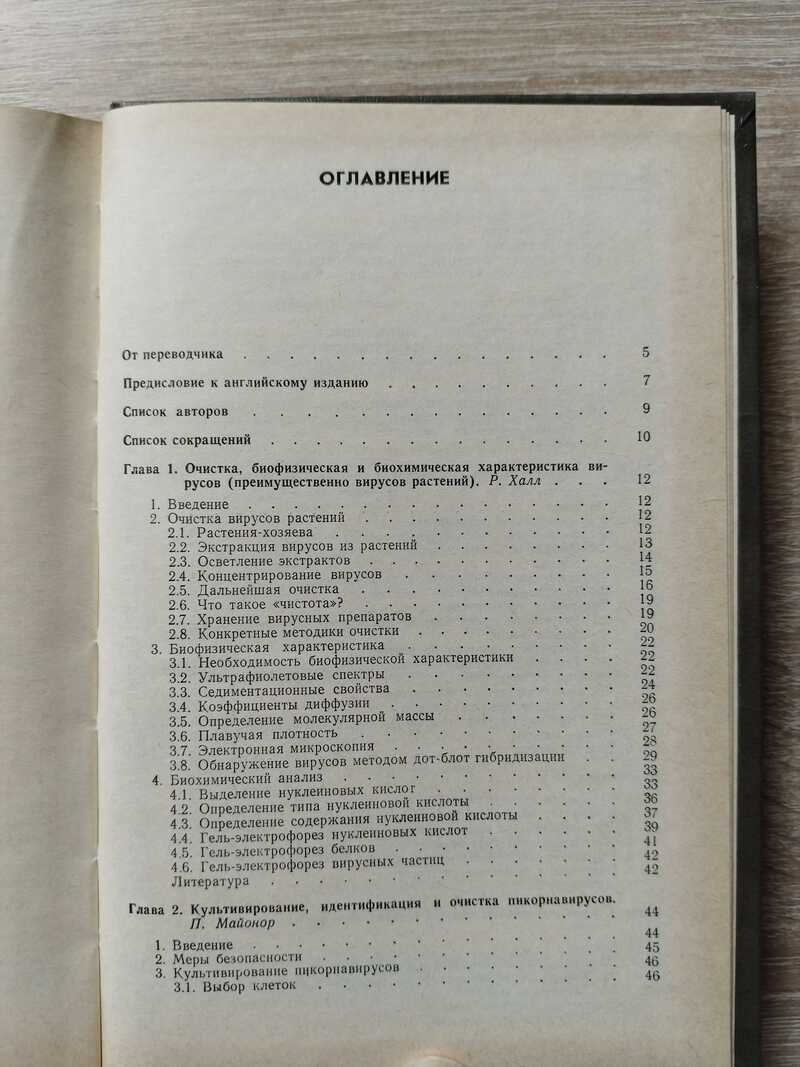 ОГЛАВЛЕНИЕ
От переводчика . . . . . . . . . . . . . . . . 5
Предисловие к английскому изданию . . . . . . . . . . 7
Список авторов . . . . . . . . . . . . . . 9
Список сокращений . . . . . . . . . . . . . . . 10
Глава 1. Очистка, биофизическая и биохимическая характеристика ви-
русов (преимущественно вирусов растений). Р. Халл . . . 12
1. Введение . . . . . . . . . . . . . . . . 12
2. Очистка вирусов растений . . . . . . . . . . . 12
2.1. Растения-хозяева . . . . . . . . . . . . 12
2.2. Экстракция вирусов из растений . . . . . . . . 13
2.3. Осветление экстрактов . . . . . . . . . . . 14
2.4. Концентрирование вирусов . . . . . . . . . 15
2.5. Дальнейшая очистка . . . . . . . . . . . 16
2.6. Что такое «чистота»? . . . . . . . . . . . 19
2.7. Хранение вирусных препаратов . . . . . . . . 19
2.8. Конкретные методики очистки . . . . . . . . . 20
3. Биофизическая характеристика . . . . . . . . . 22
3.1. Необходимость биофизической характеристики . . . . 22
3.2. Ультрафиолетовые спектры . . . . . . . . . 22
3.3. Седиментационные свойства . . . . . . . . . 24
3.4. Коэффициенты диффузии . . . . . . . . . . 26
3.5. Определение молекулярной массы . . . . . . . 26
3.6. Плавучая плотность . . . . . . . . . . . 27
3.7. Электронная микроскопия . . . . . . . . . . 28
3.8. Обнаружение вирусов методом дот-блот гибридизации . . 29
4. Биохимический анализ . . . . . . . . . . . . 33
4.1. Выделение нуклеиновых кислот . . . . . . . . 33
4.2. Определение типа нуклеиновой кислоты . . . . . . 36
4.3. Определение содержания нуклеиновой кислоты . . . . 37
4.4. Гель-электрофорез нуклеиновых кислот . . . . . . 39
4.5. Гель-электрофорез белков . . . . . . . . . . 41
4.6. Гель-электрофорез вирусных частиц . . . . . . . 42
Литература . . . . . . . . . . . . . . . 42
Глава 2. Культивирование, идентификация и очистка пикорнавирусов.
П. Майонор . . . . . . . . . . . . . . 44
1. Введение . . . . . . . . . . . . . . . . 44
2. Меры безопасности . . . . . . . . . . . . . 45
3. Культивирование пикорнавирусов . . . . . . . . . 46
3.1. Выбор клеток . . . . . . . . . . . . . 46